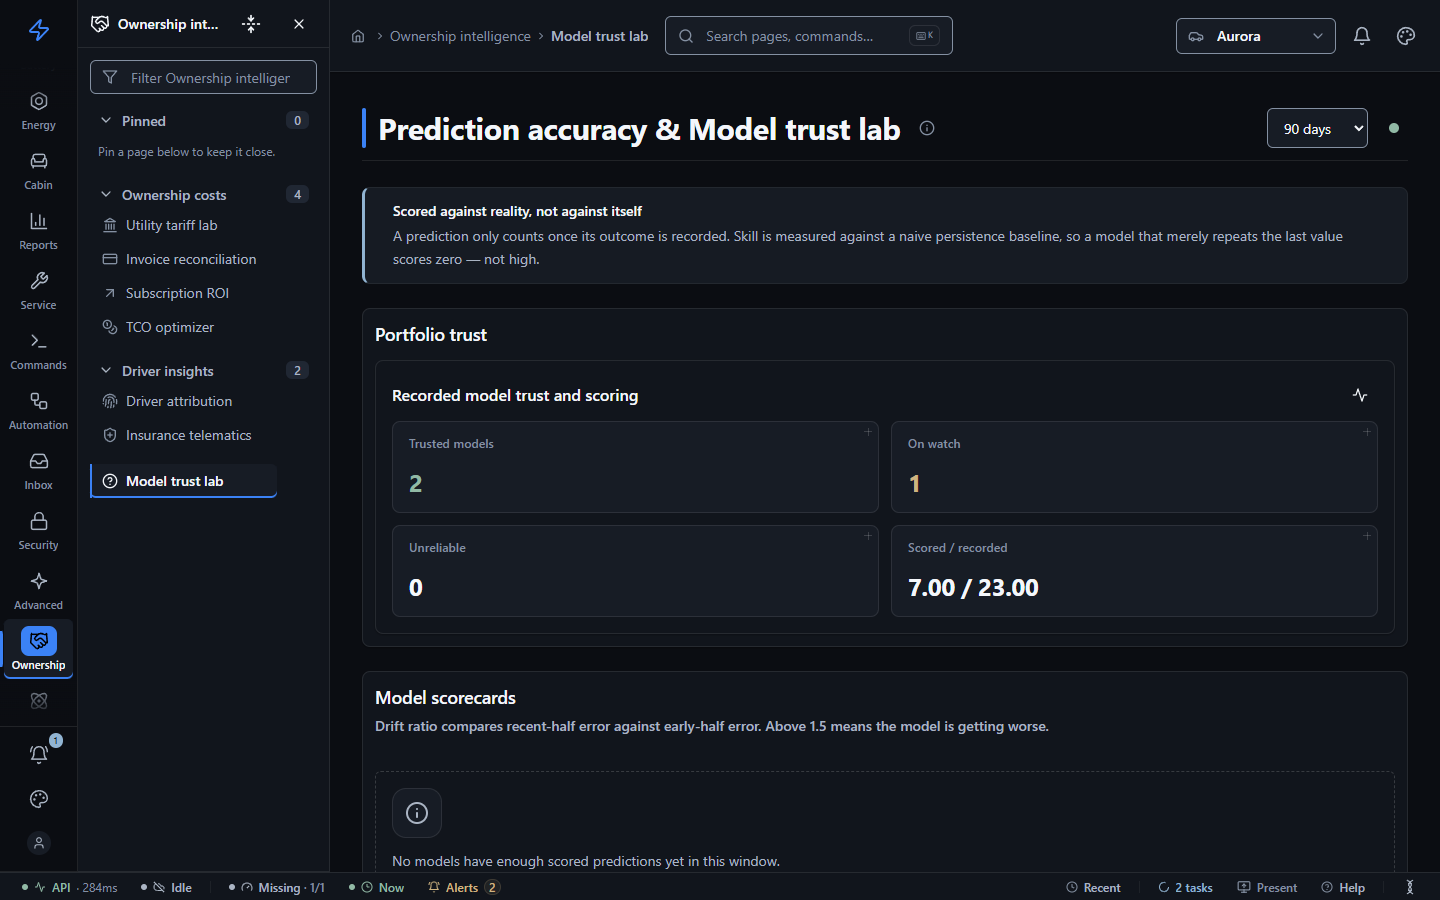 Ownership int...
Ownership intelligence
Model trust lab
Search pages, commands...
K
Aurora
Filter Ownership intelliger
Energy
Cabin
Reports
Service
Commands
Automation
Inbox
Security
Advanced
Ownership
1
Pinned
0
Pin a page below to keep it close.
Ownership costs
4
Utility tariff lab
Invoice reconciliation
Subscription ROI
TCO optimizer
Driver insights
2
Driver attribution
Insurance telematics
Model trust lab
Prediction accuracy & Model trust lab
90 days
Scored against reality, not against itself
A prediction only counts once its outcome is recorded. Skill is measured against a naive persistence baseline, so a model that merely repeats the last value
scores zero — not high.
Portfolio trust
Recorded model trust and scoring
Trusted models
2
On watch
1
Unreliable
0
Scored / recorded
7.00 / 23.00
Model scorecards
Drift ratio compares recent-half error against early-half error. Above 1.5 means the model is getting worse.
No models have enough scored predictions yet in this window.
API · 284ms
Idle
Missing · 1/1
Now
Alerts 2
Recent
2 tasks
Present
Help